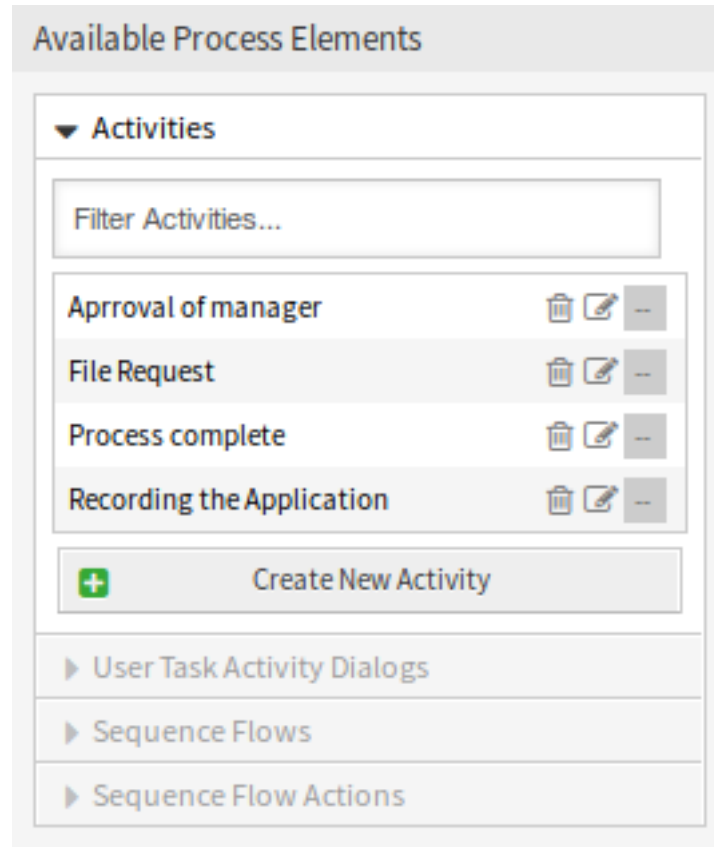 Available Process Elements
Activities
Filter Activities...
Aprroval of manager
--
File Request
--
Process complete
--
Recording the Application
--
Create New Activity
User Task Activity Dialogs
Sequence Flows
Sequence Flow Actions